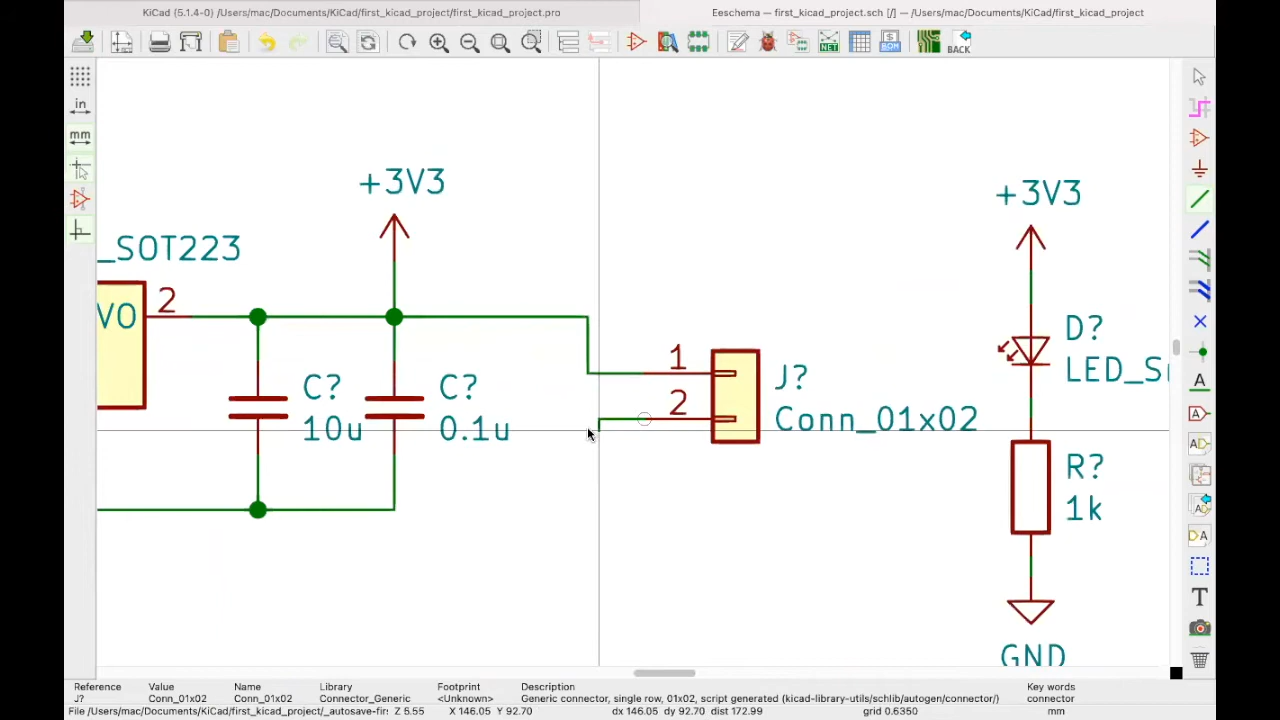 KiCad (5.1.4-0) /Users/mac/Documents/KiCad/first_kicad_project/first_kicad_project.pro
Eeschema — first_kicad_project.sch [/] — /Users/mac/Documents/KiCad/first_kicad_project
NET
BOM
BACK
in
mm
+3V3
+3V3
_SOT223
2
VO
1
2
D?
C?
C?
J?
LED_S
10u
0.1u
Conn_01x02
R?
1k
GND
A
A
A
A
A
T
Reference Value Name Library Footprint Description Key words
J? Conn_01x02 Conn_01x02 Connector_Generic <Unknown> Generic connector, single row, 01x02, script generated (kicad-library-utils/schlib/autogen/connector/) connector
File /Users/mac/Documents/KiCad/first_kicad_project/_autosave-fir Z 5.55 X 146.05 Y 92.70 dx 146.05 dy 92.70 dist 172.99 grid 0.6350 mm